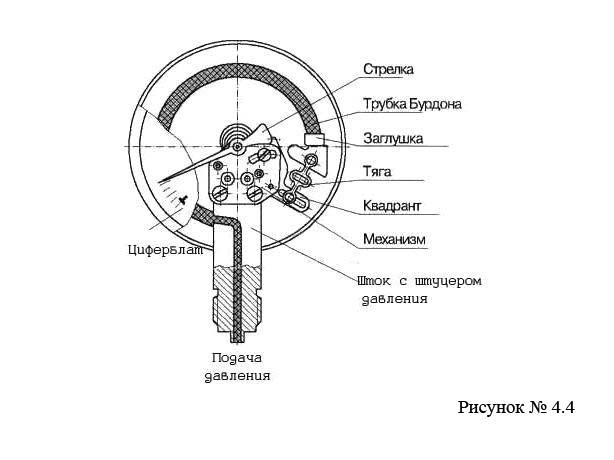 Стрелка
Трубка Бурдона
Заглушка
Тяга
Квадрант
Механизм
Циферблат
Шток с штуцером
давления
Подача
давления
Рисунок № 4.4